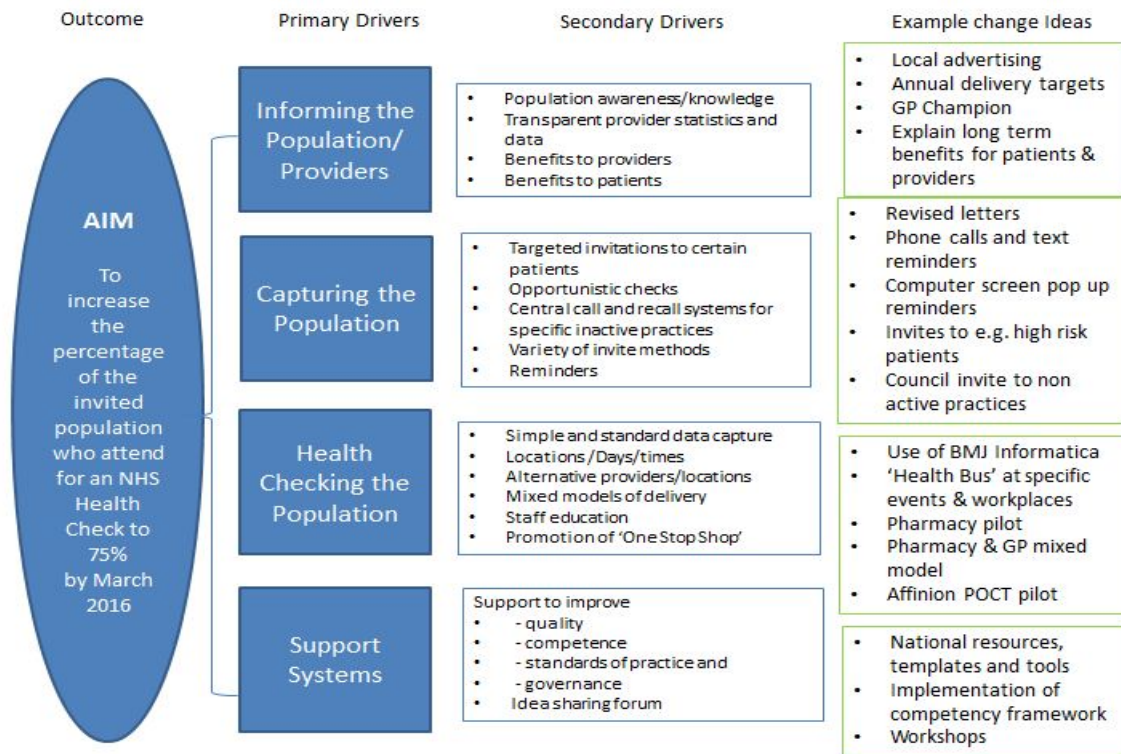 Outcome
Primary Drivers
Secondary Drivers
Example change Ideas
AIM
To
increase the
percentage
of the
invited
population
who attend
for an NHS
Health
Check to
75%
by March
2016
Informing the
Population/
Providers
• Population awareness/knowledge
• Transparent provider statistics and
data
• Benefits to providers
• Benefits to patients
• Local advertising
• Annual delivery targets
• GP Champion
• Explain long term
benefits for patients &
providers
Capturing the
Population
• Targeted invitations to certain
patients
• Opportunistic checks
• Central call and recall systems for
specific inactive practices
• Variety of invite methods
• Reminders
• Revised letters
• Phone calls and text
reminders
• Computer screen pop up
reminders
• Invites to e.g. high risk
patients
• Council invite to non
active practices
Health
Checking the
Population
• Simple and standard data capture
• Locations/Days/times
• Alternative providers/locations
• Mixed models of delivery
• Staff education
• Promotion of 'One Stop Shop'
• Use of BMJ Informatica
• 'Health Bus' at specific
events & workplaces
• Pharmacy pilot
• Pharmacy & GP mixed
model
• Affinion POCT pilot
Support
Systems
Support to improve
• - quality
• - competence
• - standards of practice and
• - governance
• Idea sharing forum
• National resources,
templates and tools
• Implementation of
competency framework
• Workshops